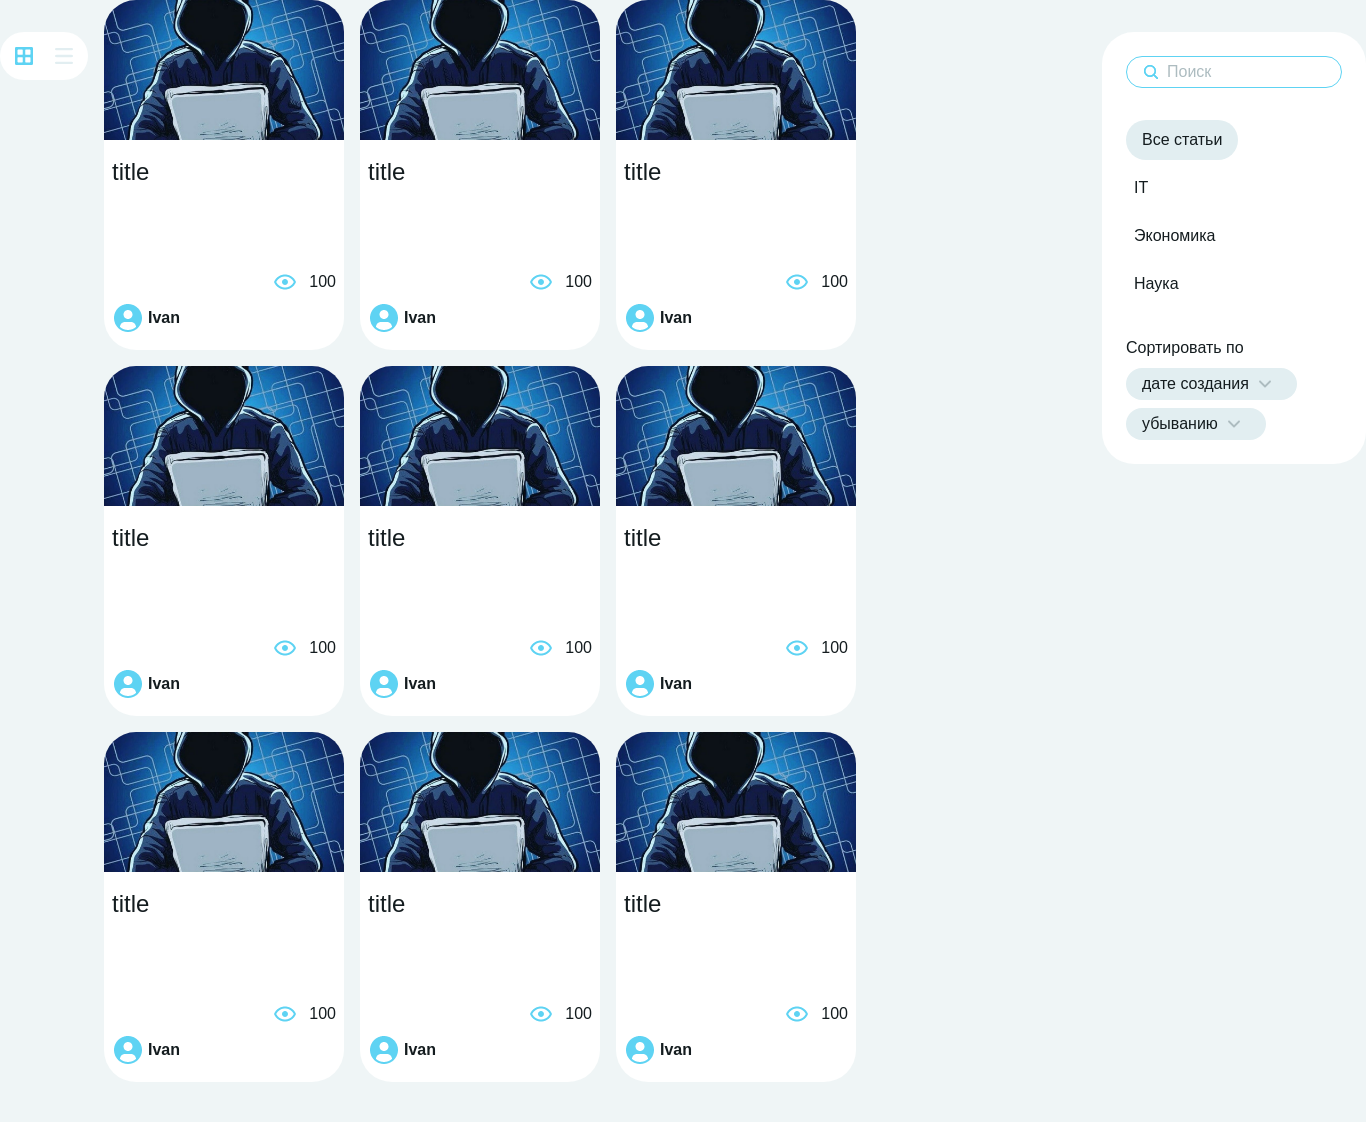 title
title
title
100
100
100
Ivan
Ivan
Ivan
title
title
title
100
100
100
Ivan
Ivan
Ivan
title
title
title
100
100
100
Ivan
Ivan
Ivan
Поиск
Все статьи
IT
Экономика
Наука
Сортировать по
дате создания
убыванию